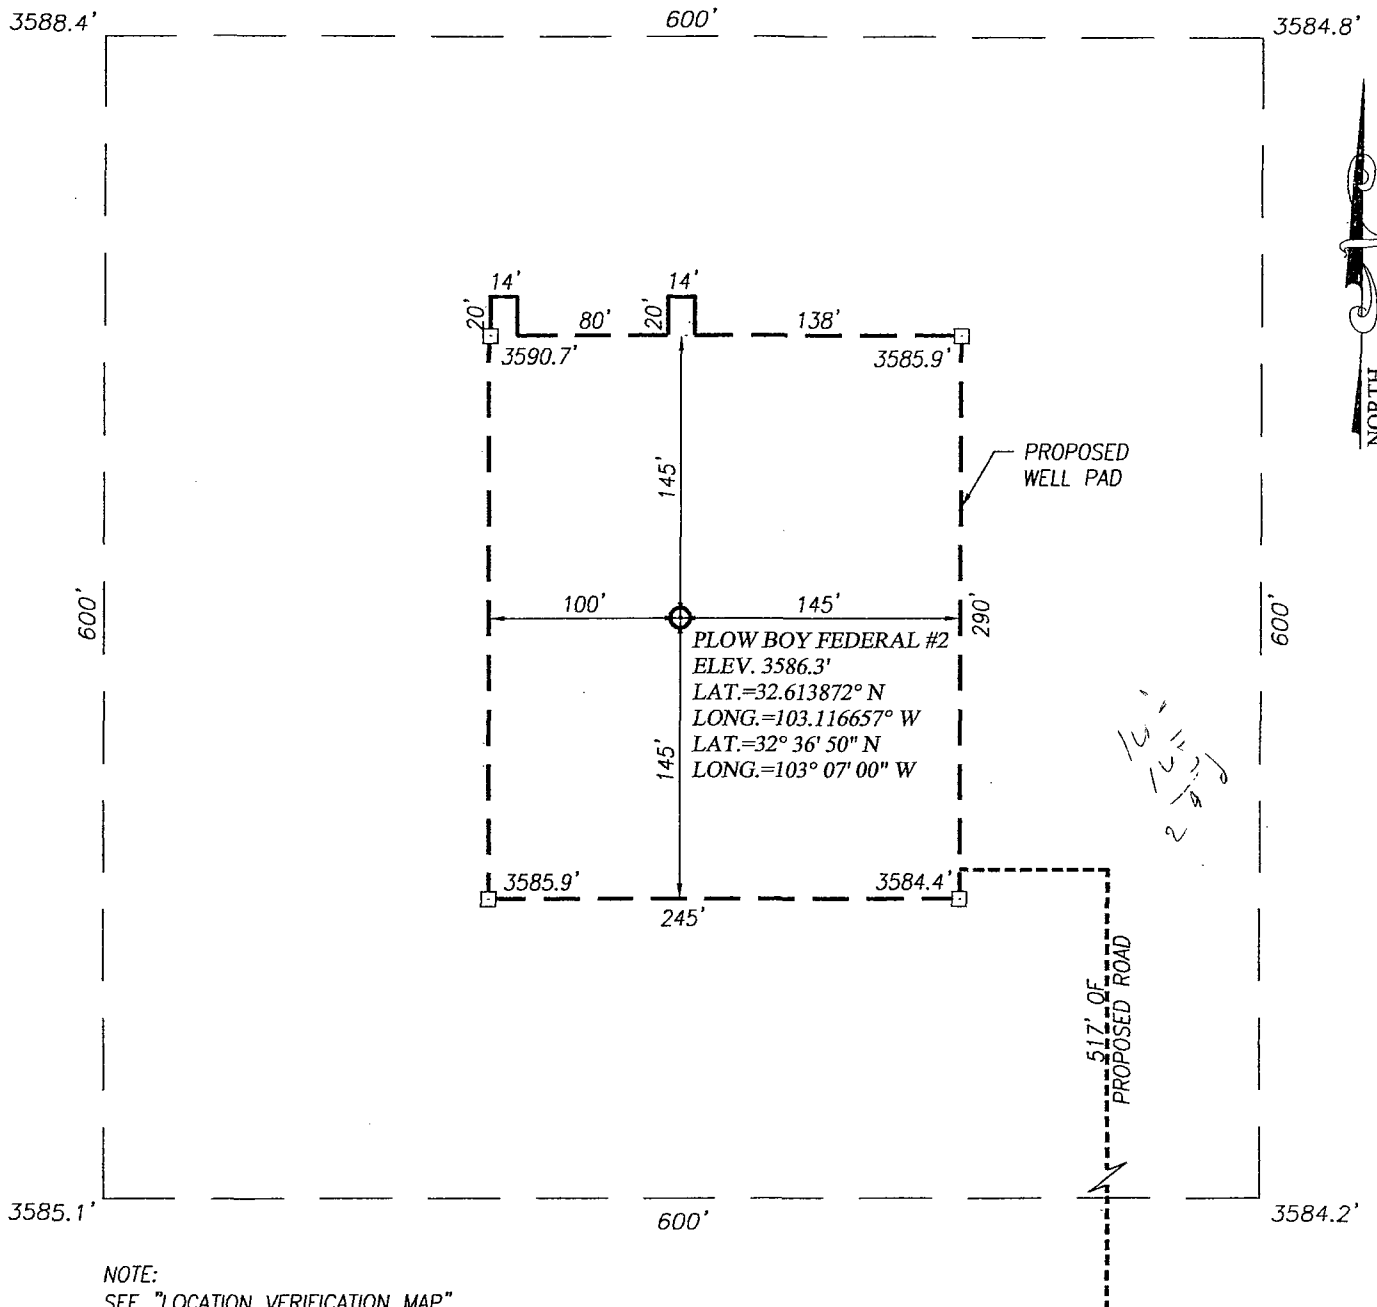 3588.4'
600'
3584.8'
NORTH
14'
14'
20'
80'
20'
138'
3590.7'
3585.9'
PROPOSED
WELL PAD
145'
600'
100'
145'
290'
600'
PLOW BOY FEDERAL #2
ELEV. 3586.3'
LAT.=32.613872° N
LONG.=103.116657° W
LAT.=32° 36' 50" N
LONG.=103° 07' 00" W
145'
3585.9'
3584.4'
245'
517' OF
PROPOSED ROAD
3585.1'
600'
3584.2'
NOTE:
SEE "LOCATION VERIFICATION MAP"